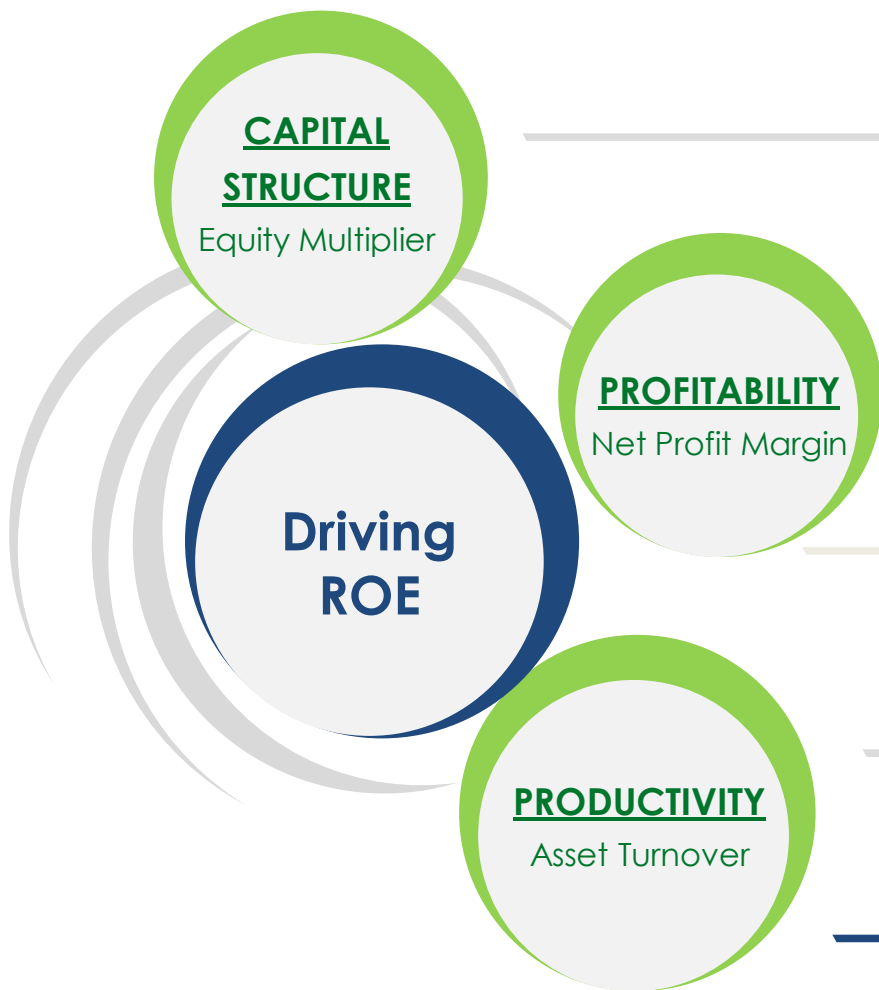 CAPITAL
STRUCTURE
Equity Multiplier
PROFITABILITY
Net Profit Margin
Driving
ROE
PRODUCTIVITY
Asset Turnover